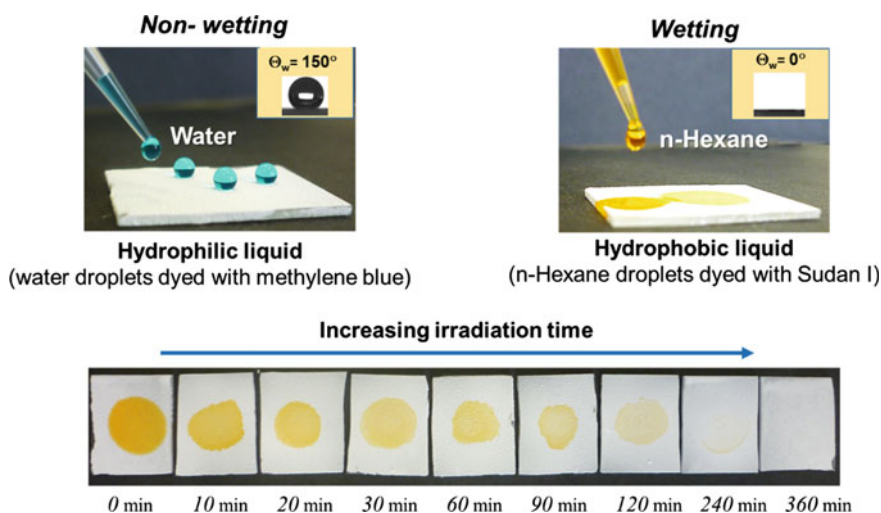 Non- wetting
Θw= 150°
Water
Hydrophilic liquid
(water droplets dyed with methylene blue)
Wetting
Θw= 0°
n-Hexane
Hydrophobic liquid
(n-Hexane droplets dyed with Sudan I)
Increasing irradiation time
0 min 10 min 20 min 30 min 60 min 90 min 120 min 240 min 360 min